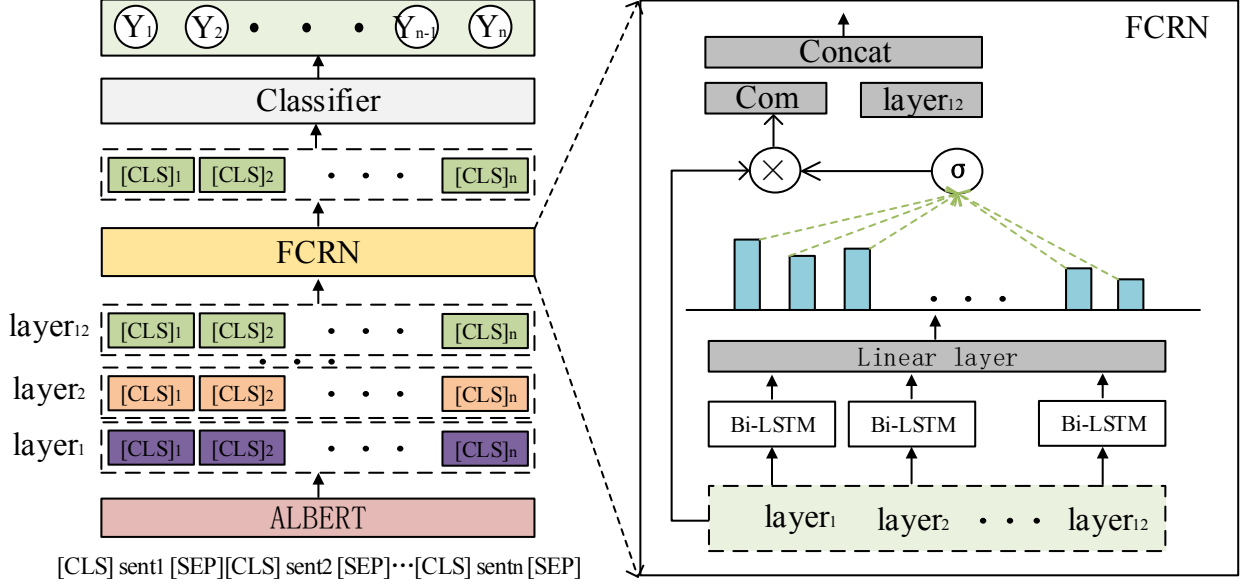 Y1 Y2 • • • Yn-1 Yn
Classifier
[CLS]1 [CLS]2 • • • [CLS]n
FCRN
layer12 [CLS]1 [CLS]2 • • • [CLS]n
• • •
layer2 [CLS]1 [CLS]2 • • • [CLS]n
layer1 [CLS]1 [CLS]2 • • • [CLS]n
ALBERT
[CLS] sent1 [SEP][CLS] sent2 [SEP]···[CLS] sentn [SEP]
FCRN
Concat
Com layer12
× σ
• • •
Linear layer
Bi-LSTM Bi-LSTM Bi-LSTM
layer1 layer2 • • • layer12